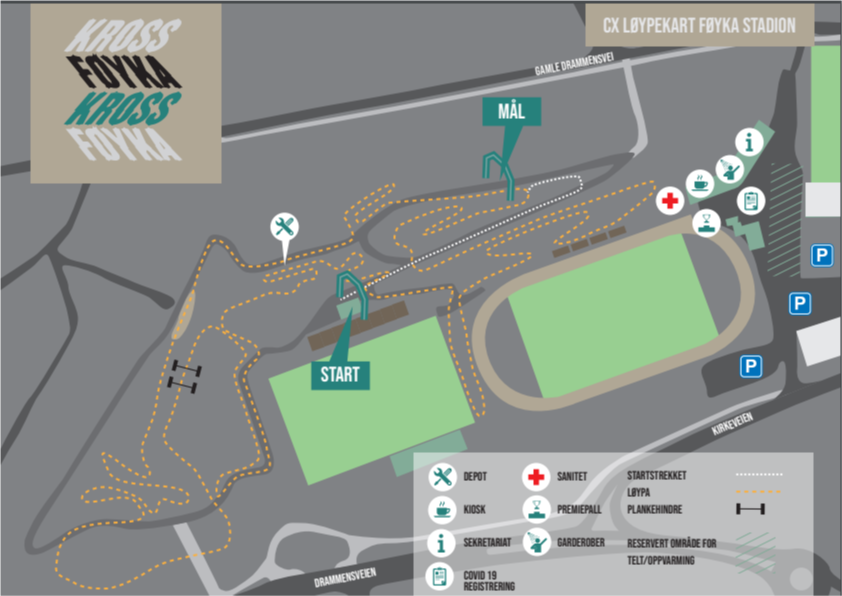 KROSS
FØYKA
KROSS
FØYKA
CX LØYPEKART FØYKA STADION
GAMLE DRAMMENSVEI
MÅL
START
P
P
P
KIRKEVEIEN
DRAMMENSVEIEN
DEPOT
KIOSK
SEKRETARIAT
COVID 19
REGISTRERING
SANITET
PREMIEPALL
GARDEROBER
STARTSTREKKET
LØYPA
PLANKEHINDRE
RESERVERT OMRÅDE FOR
TELT/OPPVARMING